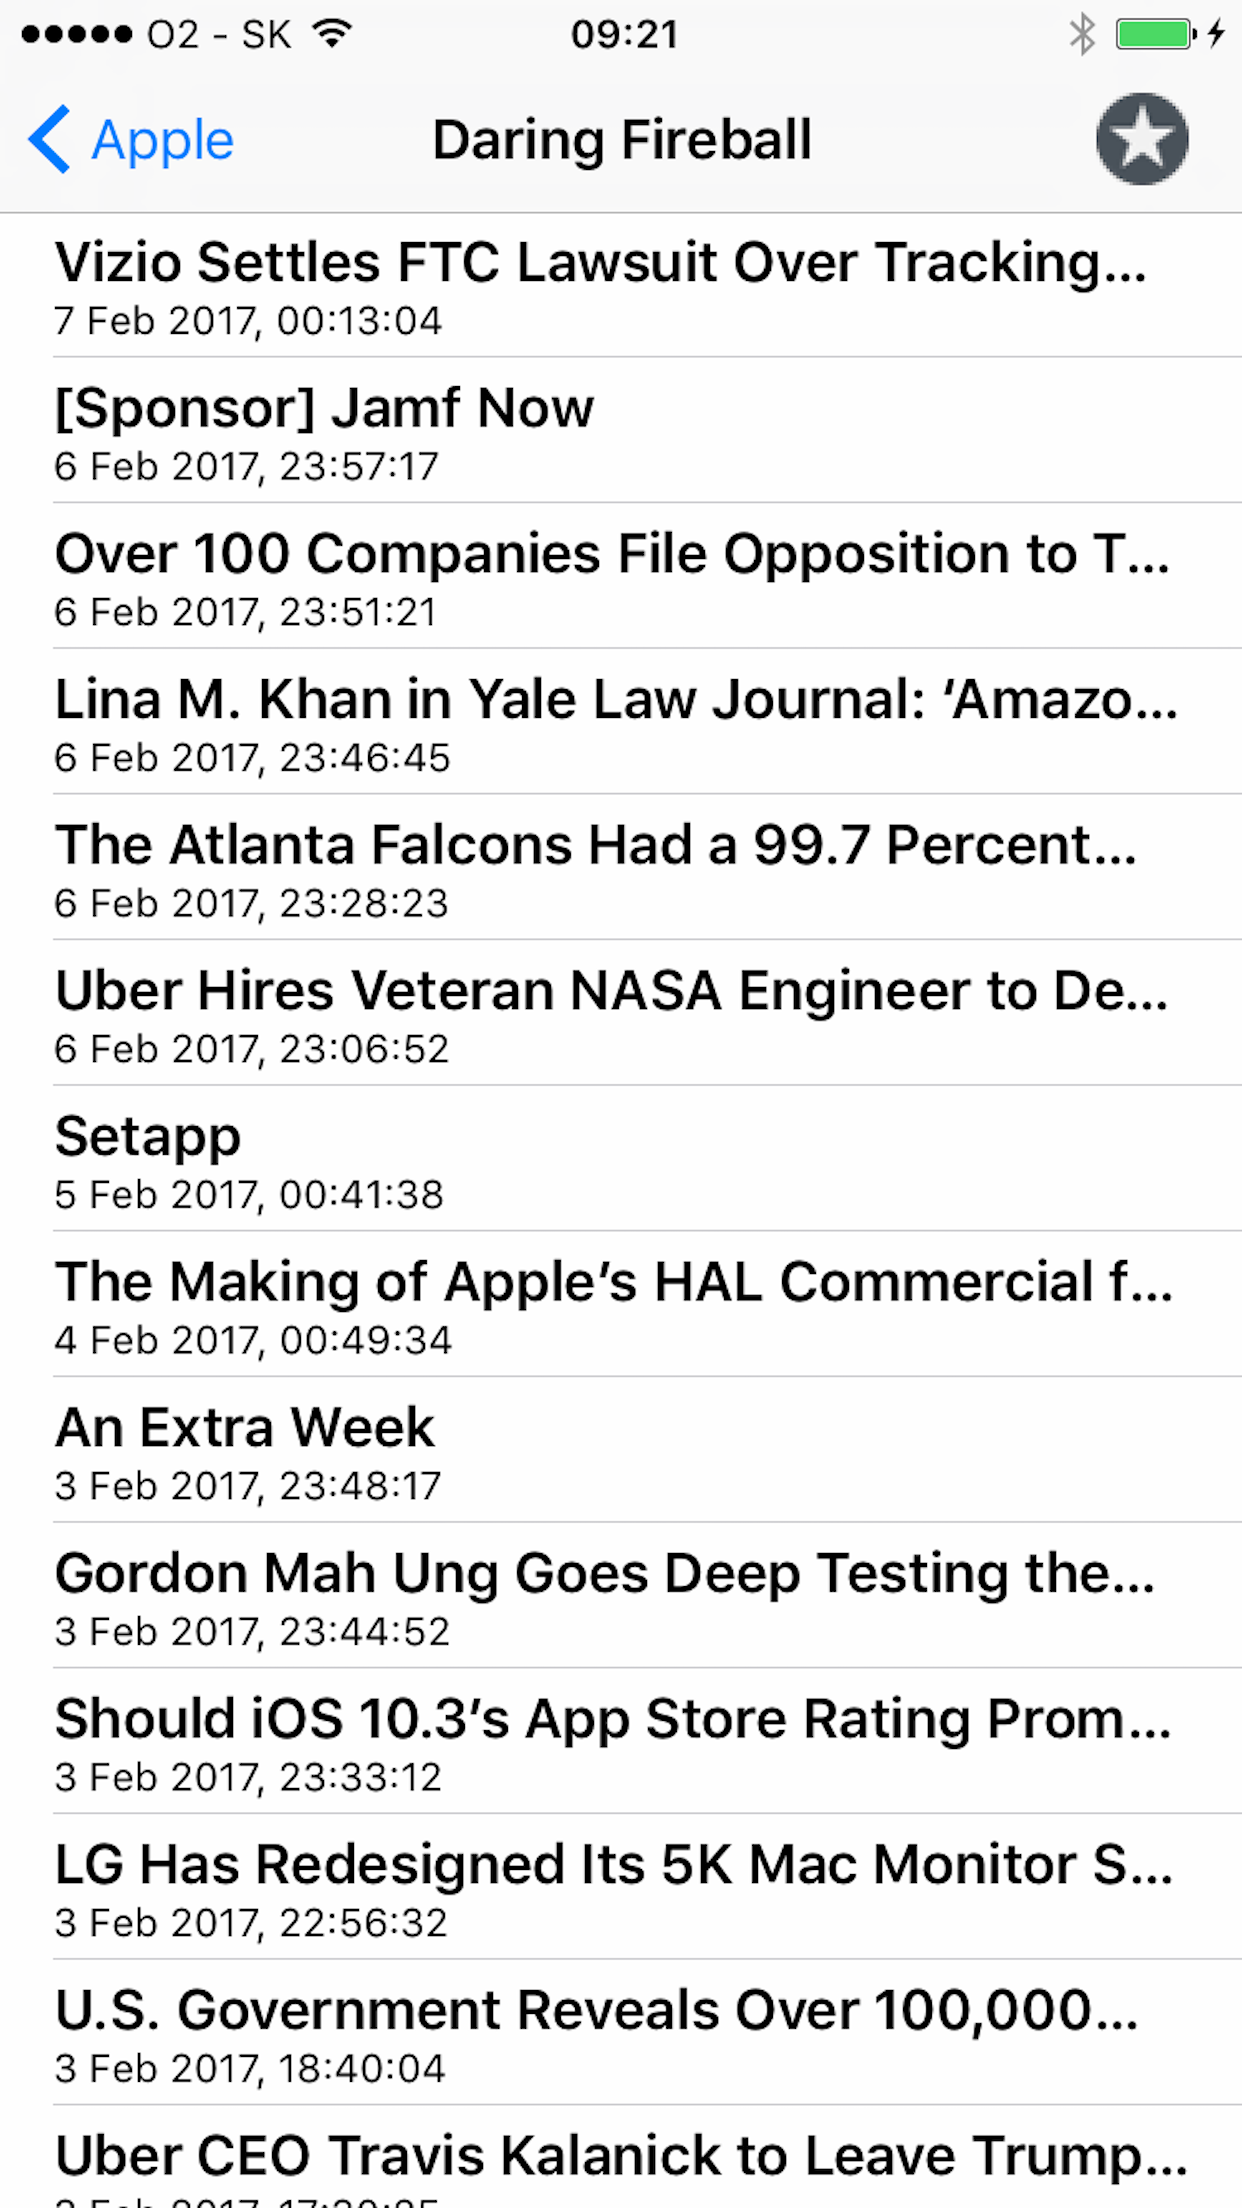 O2 - SK 09:21
Apple Daring Fireball
Vizio Settles FTC Lawsuit Over Tracking...
7 Feb 2017, 00:13:04
[Sponsor] Jamf Now
6 Feb 2017, 23:57:17
Over 100 Companies File Opposition to T...
6 Feb 2017, 23:51:21
Lina M. Khan in Yale Law Journal: ‘Amazo...
6 Feb 2017, 23:46:45
The Atlanta Falcons Had a 99.7 Percent...
6 Feb 2017, 23:28:23
Uber Hires Veteran NASA Engineer to De...
6 Feb 2017, 23:06:52
Setapp
5 Feb 2017, 00:41:38
The Making of Apple’s HAL Commercial f...
4 Feb 2017, 00:49:34
An Extra Week
3 Feb 2017, 23:48:17
Gordon Mah Ung Goes Deep Testing the...
3 Feb 2017, 23:44:52
Should iOS 10.3’s App Store Rating Prom...
3 Feb 2017, 23:33:12
LG Has Redesigned Its 5K Mac Monitor S...
3 Feb 2017, 22:56:32
U.S. Government Reveals Over 100,000...
3 Feb 2017, 18:40:04
Uber CEO Travis Kalanick to Leave Trump...